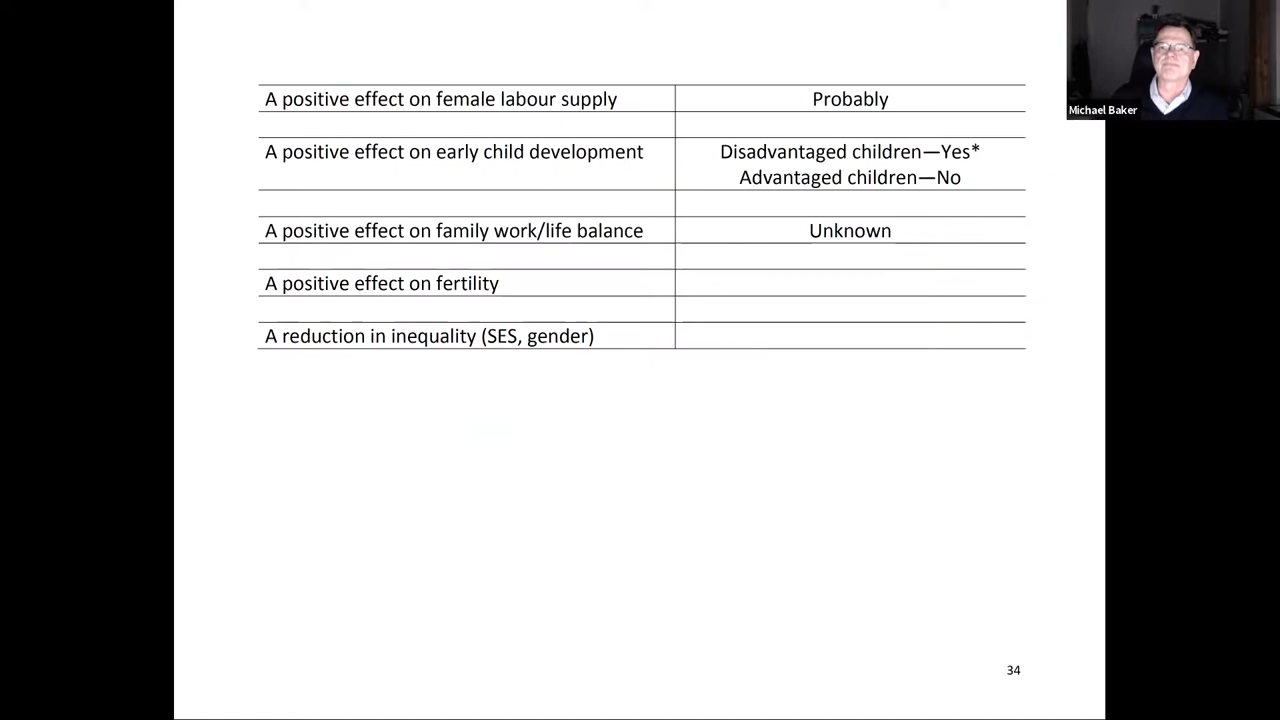 Michael Baker
A positive effect on female labour supply Probably
A positive effect on early child development Disadvantaged children—Yes*
Advantaged children—No
A positive effect on family work/life balance Unknown
A positive effect on fertility
A reduction in inequality (SES, gender)
34